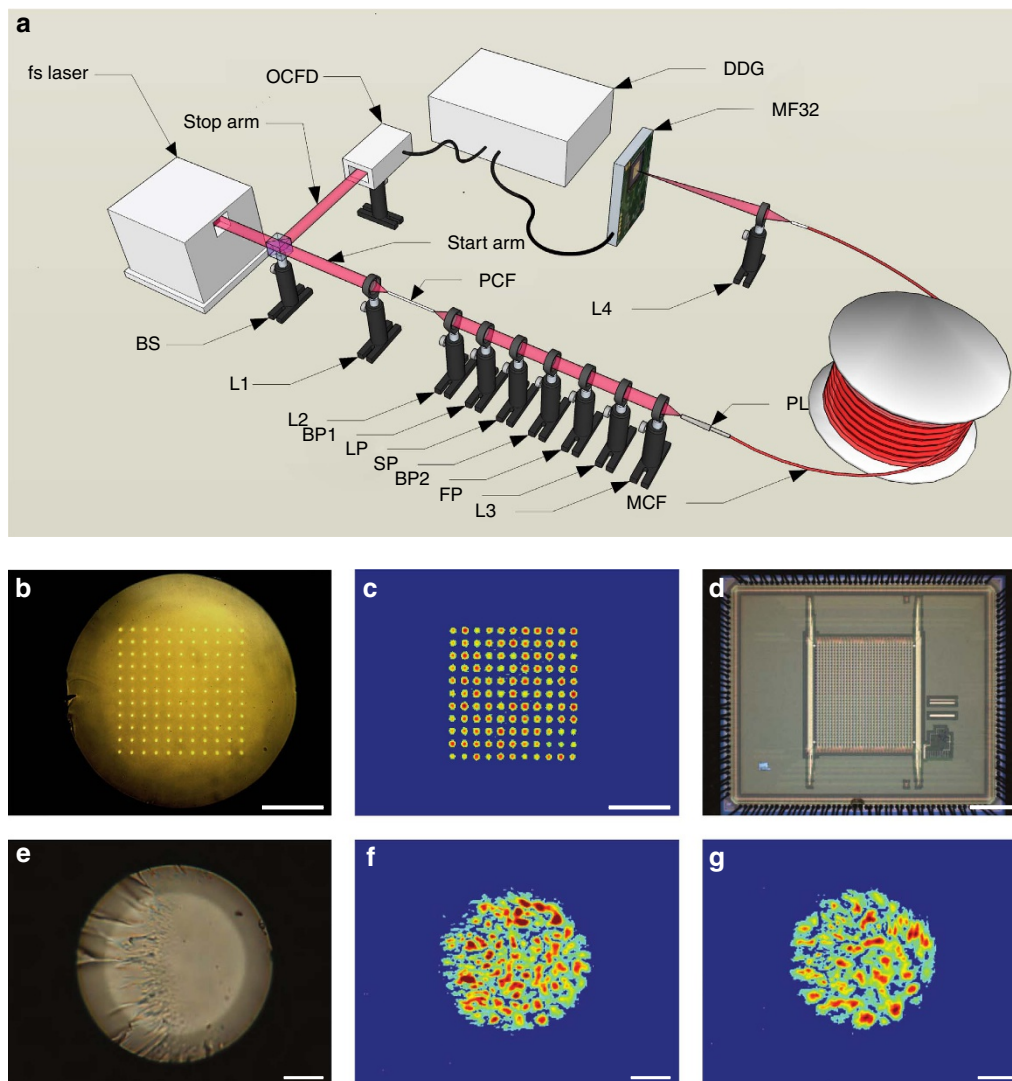 a
fs laser
OCFD
DDG
Stop arm
MF32
Start arm
PCF
L4
BS
L1
L2
BP1
LP
SP
BP2
FP
L3
MCF
PL
b
c
d
e
f
g